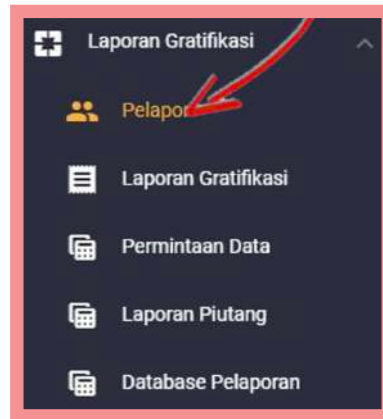 Laporan Gratifikasi
Pelapor
Laporan Gratifikasi
Permintaan Data
Laporan Piutang
Database Pelaporan